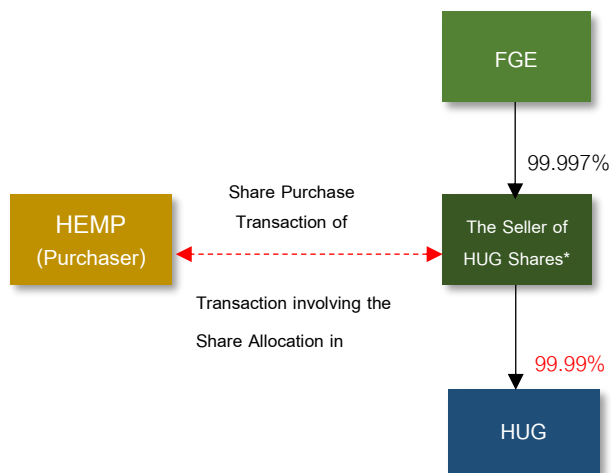 FGE
99.997%
Share Purchase
Transaction of
HEMP
(Purchaser)
The Seller of
HUG Shares*
Transaction involving the
Share Allocation in
99.99%
HUG